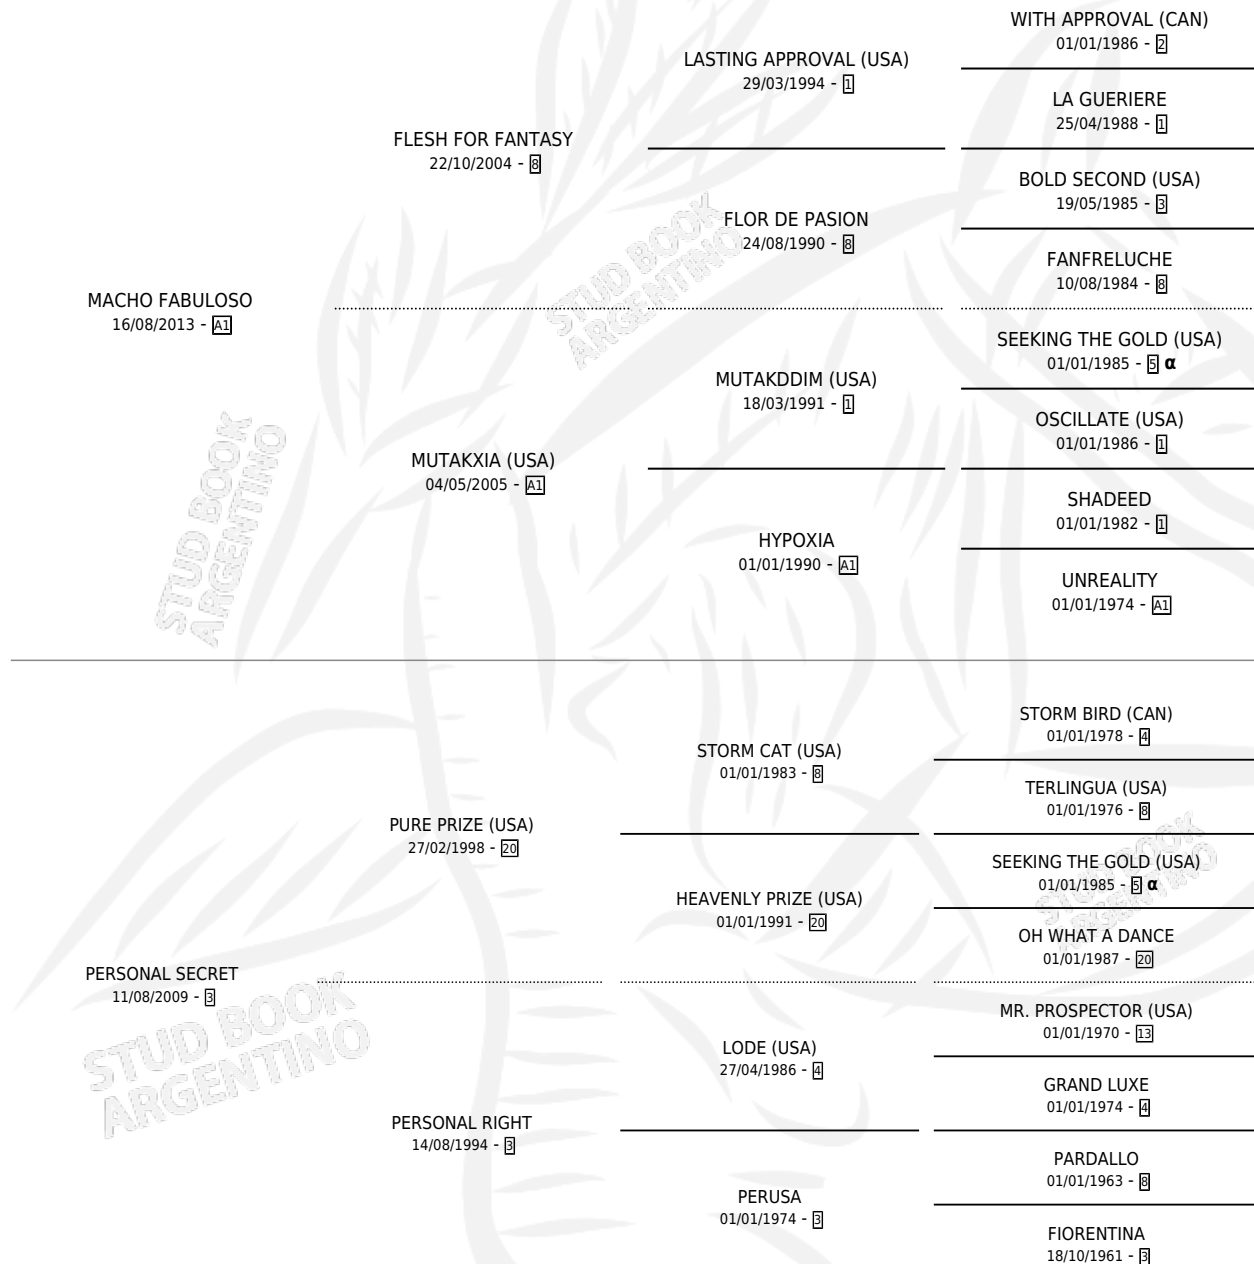 WITH APPROVAL (CAN)
01/01/1986 - 2
LASTING APPROVAL (USA)
29/03/1994 - 1
LA GUERIERE
25/04/1988 - 1
FLESH FOR FANTASY
22/10/2004 - 8
BOLD SECOND (USA)
19/05/1985 - 3
FLOR DE PASION
24/08/1990 - 8
FANFRELUCHE
10/08/1984 - 8
MACHO FABULOSO
16/08/2013 - A1
SEEKING THE GOLD (USA)
01/01/1985 - 5 α
MUTAKDDIM (USA)
18/03/1991 - 1
OSCILLATE (USA)
01/01/1986 - 1
MUTAKXIA (USA)
04/05/2005 - A1
SHADEED
01/01/1982 - 1
HYPOXIA
01/01/1990 - A1
UNREALITY
01/01/1974 - A1
STUD BOOK
ARGENTINO
STUD BOOK
ARGENTINO
STORM BIRD (CAN)
01/01/1978 - 4
STORM CAT (USA)
01/01/1983 - 8
TERLINGUA (USA)
01/01/1976 - 8
PURE PRIZE (USA)
27/02/1998 - 20
SEEKING THE GOLD (USA)
01/01/1985 - 5 α
HEAVENLY PRIZE (USA)
01/01/1991 - 20
OH WHAT A DANCE
01/01/1987 - 20
PERSONAL SECRET
11/08/2009 - 3
MR. PROSPECTOR (USA)
01/01/1970 - 13
LODE (USA)
27/04/1986 - 4
GRAND LUXE
01/01/1974 - 4
PERSONAL RIGHT
14/08/1994 - 3
PARDALLO
01/01/1963 - 8
PERUSA
01/01/1974 - 3
FIORENTINA
18/10/1961 - 3
STUD BOOK
ARGENTINO
STUD BOOK
ARGENTINO